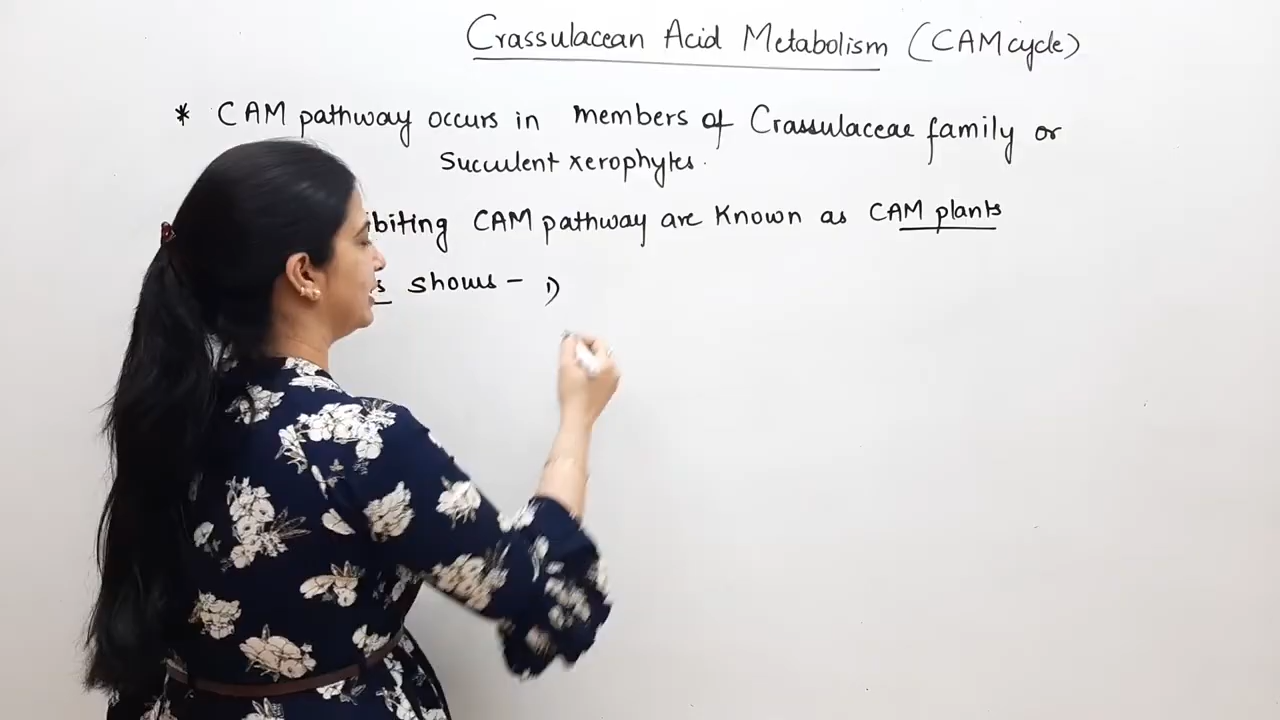 Crassulacean Acid Metabolism (CAM cycle)
* CAM pathway occurs in members of Crassulaceae family or
Succulent xerophytes.
CAM pathway are known as CAM plants
shows - 1)